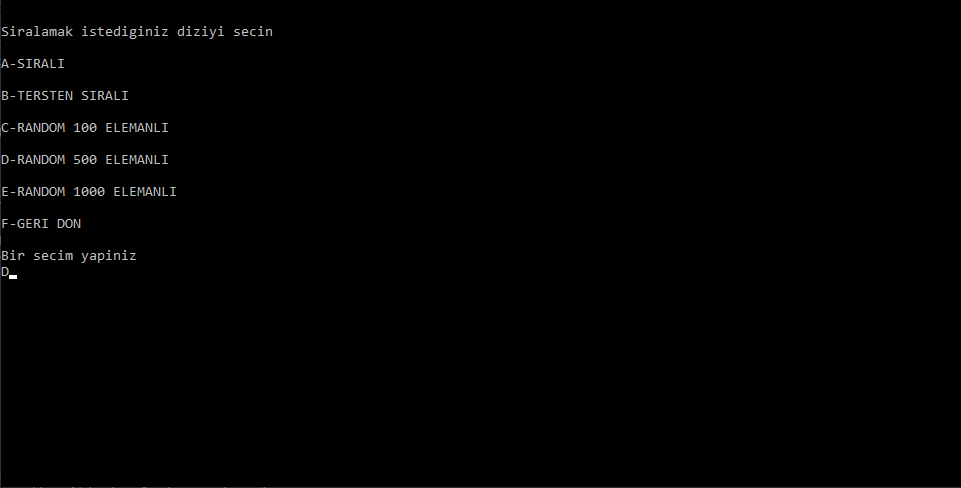 Siralamak istediginiz diziyi secin
A-SIRALI
B-TERSTEN SIRALI
C-RANDOM 100 ELEMANLI
D-RANDOM 500 ELEMANLI
E-RANDOM 1000 ELEMANLI
F-GERI DON
Bir secim yapiniz
D